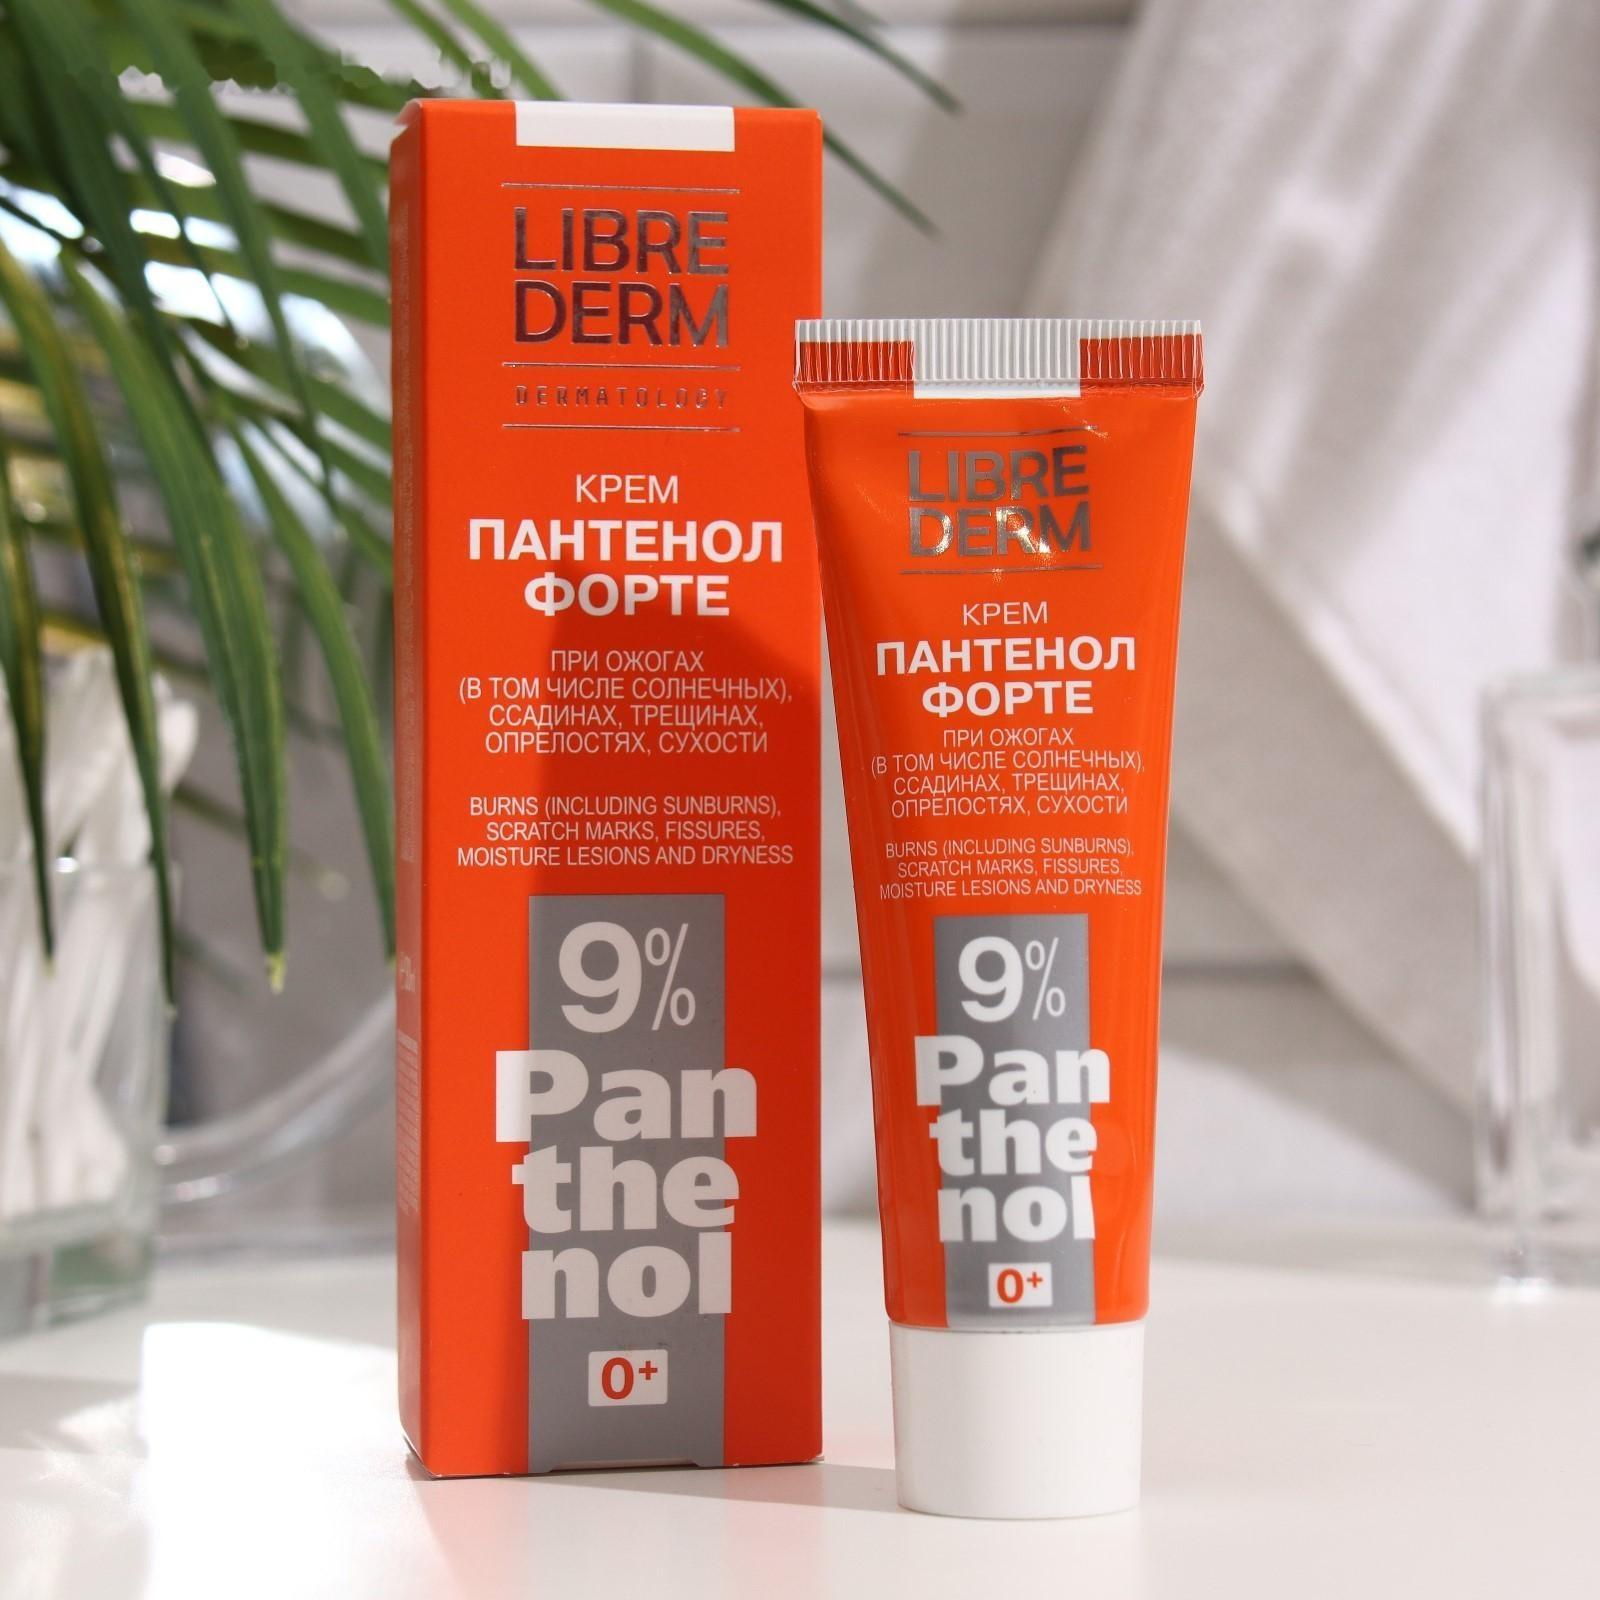 LIBRE
DERM
DERMATOLOGY
КРЕМ
ПАНТЕНОЛ
ФОРТЕ
ПРИ ОЖОГАХ
(В ТОМ ЧИСЛЕ СОЛНЕЧНЫХ),
ССАДИНАХ, ТРЕЩИНАХ,
ОПРЕЛОСТЯХ, СУХОСТИ
BURNS (INCLUDING SUNBURNS),
SCRATCH MARKS, FISSURES,
MOISTURE LESIONS AND DRYNESS
9%
Pan
the
nol
0+
LIBRE
DERM
КРЕМ
ПАНТЕНОЛ
ФОРТЕ
ПРИ ОЖОГАХ
(В ТОМ ЧИСЛЕ СОЛНЕЧНЫХ),
ССАДИНАХ, ТРЕЩИНАХ,
ОПРЕЛОСТЯХ, СУХОСТИ
BURNS (INCLUDING SUNBURNS),
SCRATCH MARKS, FISSURES,
MOISTURE LESIONS AND DRYNESS
9%
Pan
the
nol
0+